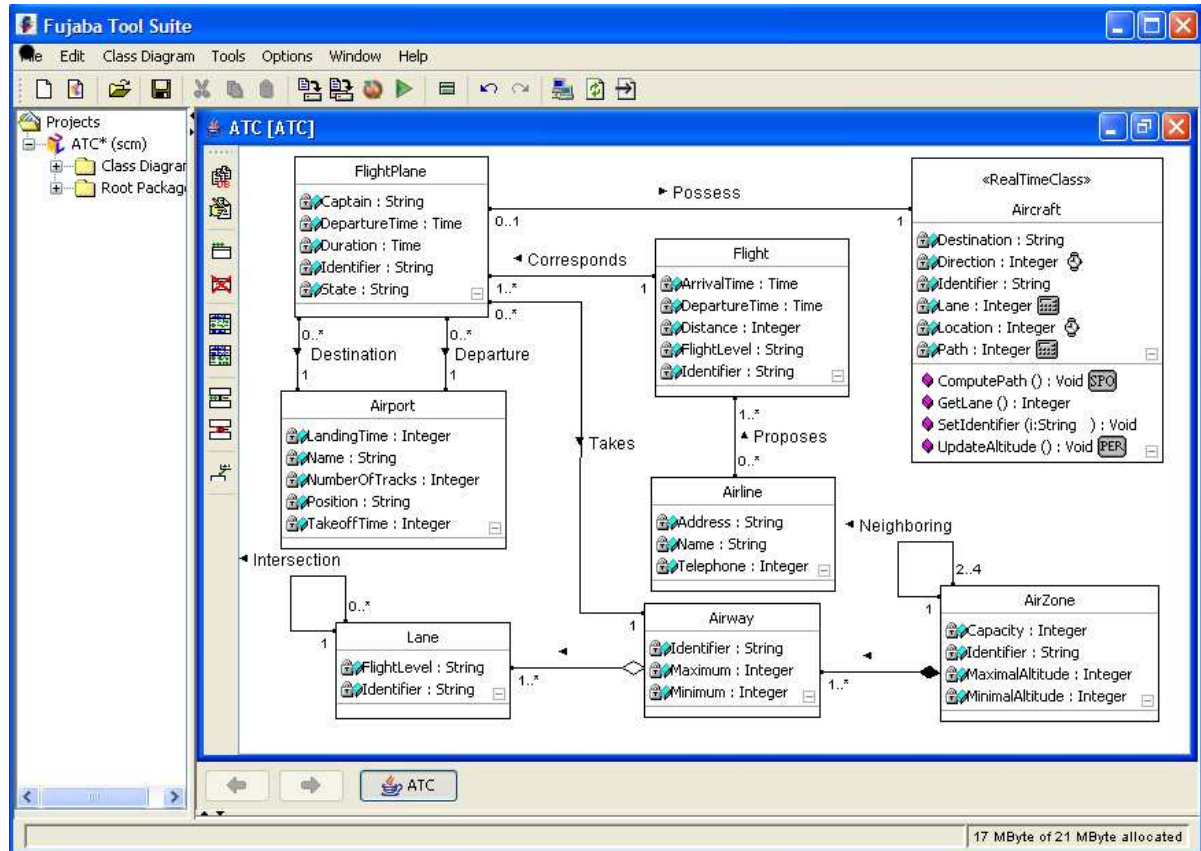 Fujaba Tool Suite
Edit Class Diagram Tools Options Window Help
Projects
ATC* (scm)
Class Diagrar
Root Packag
ATC [ATC]
FlightPlane
Captain : String
DepartureTime : Time
Duration : Time
Identifier : String
State : String
Possess
0..1
1
«RealTimeClass»
Aircraft
Destination : String
Direction : Integer
Identifier : String
Lane : Integer
Location : Integer
Path : Integer
ComputePath () : Void SPO
GetLane () : Integer
SetIdentifier (i:String ) : Void
UpdateAltitude () : Void PER
Corresponds
1..*
1
Flight
ArrivalTime : Time
DepartureTime : Time
Distance : Integer
FlightLevel : String
Identifier : String
0..*
0..*
Destination
1
0..*
Departure
1
Airport
LandingTime : Integer
Name : String
NumberOfTracks : Integer
Position : String
TakeoffTime : Integer
Takes
1..*
Proposes
0..*
Airline
Address : String
Name : String
Telephone : Integer
Neighboring
2..4
1
Intersection
0..*
1
Lane
FlightLevel : String
Identifier : String
1..*
1
Airway
Identifier : String
Maximum : Integer
Minimum : Integer
1..*
AirZone
Capacity : Integer
Identifier : String
MaximalAltitude : Integer
MinimalAltitude : Integer
ATC
17 MByte of 21 MByte allocated